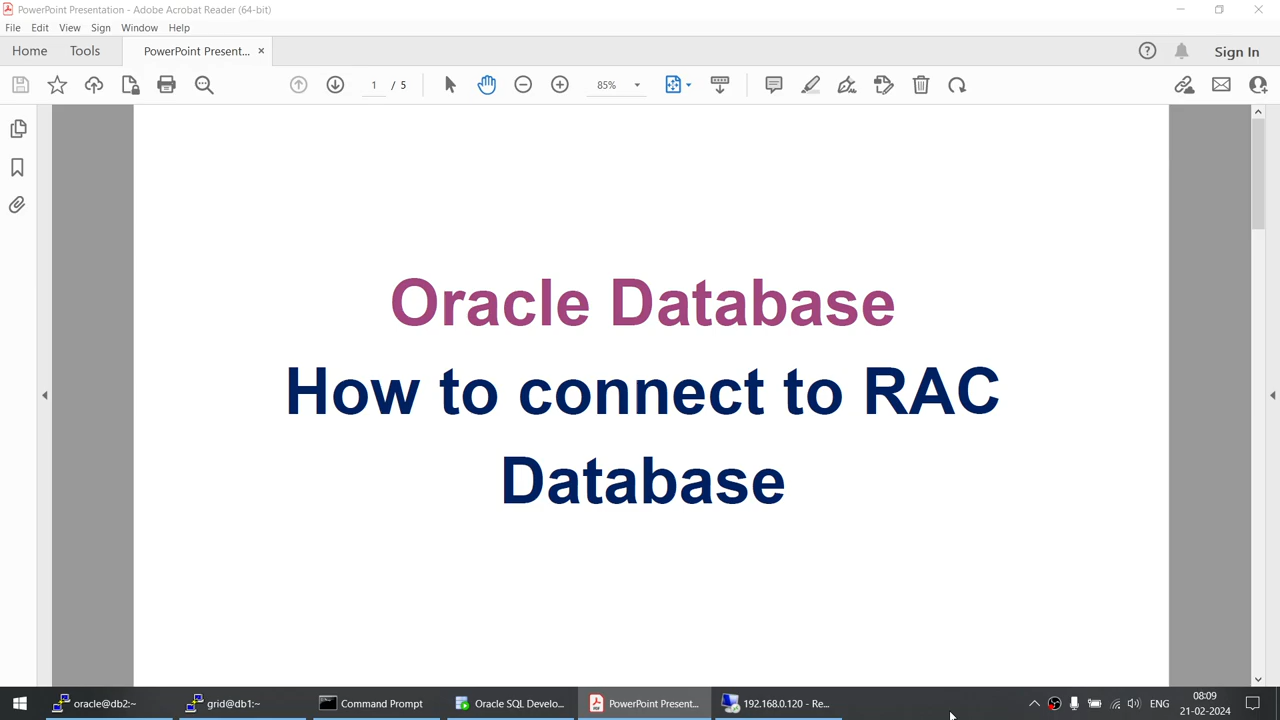 PowerPoint Presentation - Adobe Acrobat Reader (64-bit)
File Edit View Sign Window Help
Home Tools PowerPoint Present... × Sign In
1 / 5 85%
Oracle Database
How to connect to RAC
Database
oracle@db2:~ grid@db1:~ Command Prompt Oracle SQL Develo... PowerPoint Present... 192.168.0.120 - Re... ENG 08:09
21-02-2024